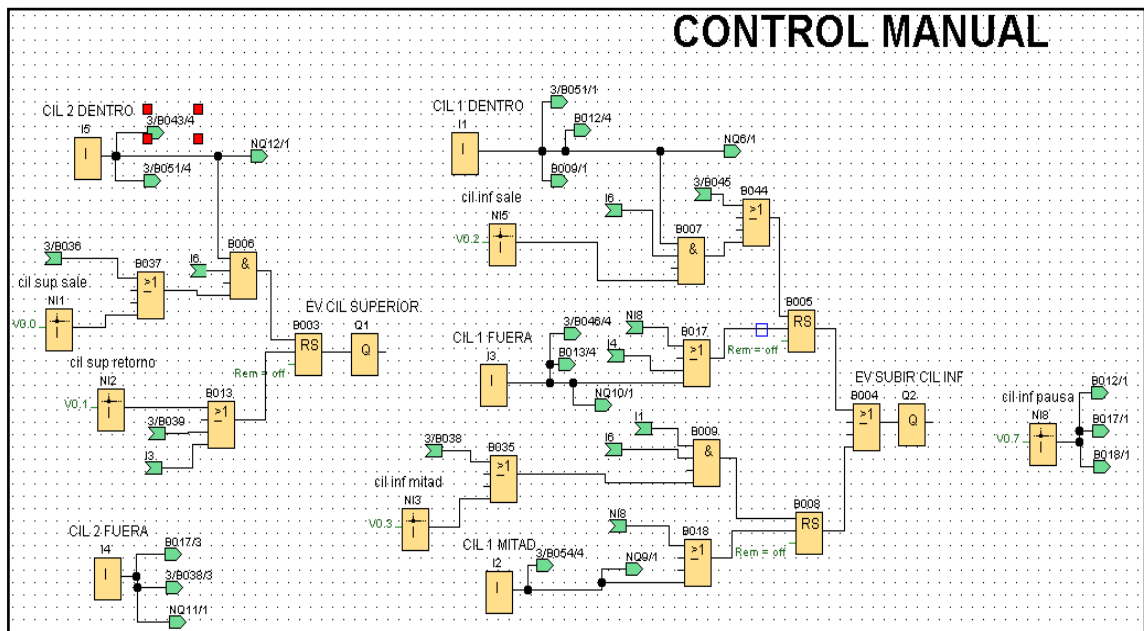 CONTROL MANUAL
CIL 2 DENTRO
I5
I
3/B043/4
3/B051/4
NQ12/1
3/B036
cil sup sale
NI1
I
V0.0
B037
>1
I6
B006
&
EV CIL SUPERIOR
B003
RS
Rem = off
Q1
Q
cil sup retorno
NI2
I
V0.1
B013
>1
3/B039
I3
CIL 2 FUERA
I4
I
B017/3
3/B038/3
NQ11/1
CIL 1 DENTRO
I1
I
3/B051/1
B012/4
B009/1
NQ6/1
cil inf sale
NI5
I
V0.2
I6
B007
&
3/B045
B044
>1
B005
RS
Rem = off
CIL 1 FUERA
I3
I
3/B046/4
B013/4
NQ10/1
NI8
I4
B017
>1
EV SUBIR CIL INF
B004
>1
Q2
Q
3/B038
cil inf mitad
NI3
I
V0.3
B035
>1
I1
I6
B009
&
B008
RS
Rem = off
CIL 1 MITAD
I2
I
3/B054/4
NQ9/1
NI8
B018
>1
cil inf pausa
NI8
I
V0.7
B012/1
B017/1
B018/1